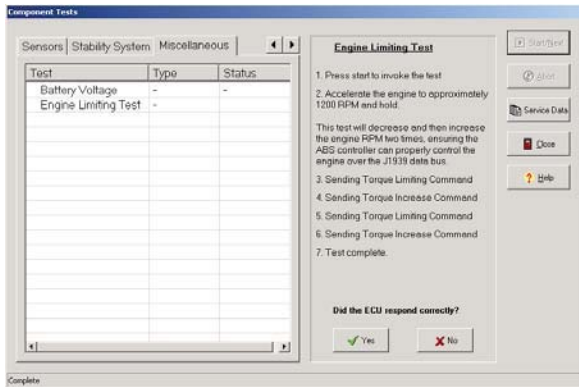 Component Tests
Sensors Stability System Miscellaneous
Test Type Status
Battery Voltage - -
Engine Limiting Test -
Engine Limiting Test
1. Press start to invoke the test
2. Accelerate the engine to approximately
1200 RPM and hold.
This test will decrease and then increase
the engine RPM two times, ensuring the
ABS controller can properly control the
engine over the J1939 data bus.
3. Sending Torque Limiting Command
4. Sending Torque Increase Command
5. Sending Torque Limiting Command
6. Sending Torque Increase Command
7. Test complete.
Did the ECU respond correctly?
Yes No
Start/Next
Abort
Service Data
Close
Help
Complete